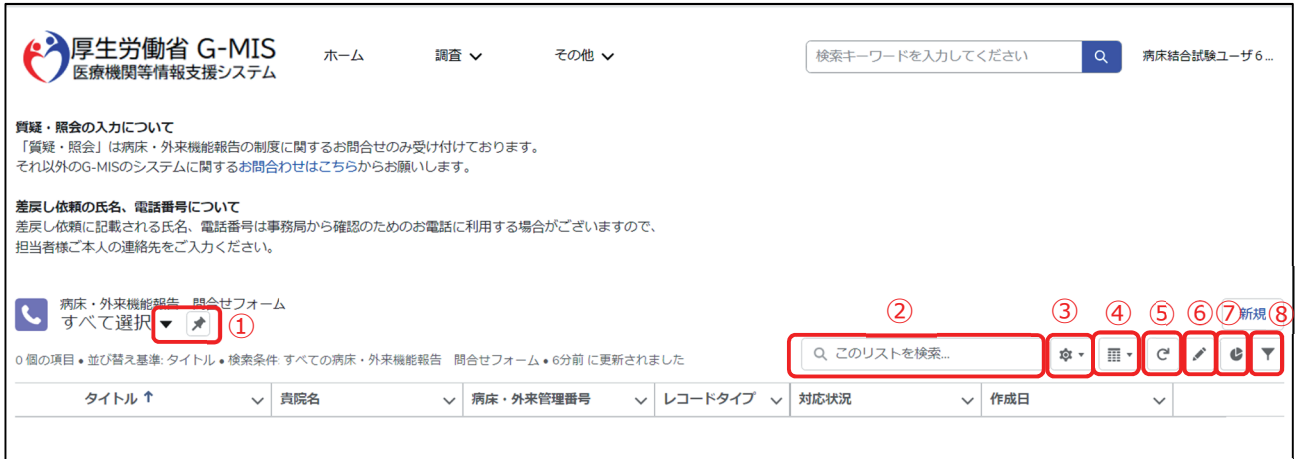 厚生労働省 G-MIS
医療機関等情報支援システム
ホーム
調査
その他
検索キーワードを入力してください
病床結合試験ユーザ6...
質疑・照会の入力について
「質疑・照会」は病床・外来機能報告の制度に関するお問合せのみ受け付けております。
それ以外のG-MISのシステムに関するお問合わせはこちらからお願いします。
差戻し依頼の氏名、電話番号について
差戻し依頼に記載される氏名、電話番号は事務局から確認のためのお電話に利用する場合がございますので、
担当者様ご本人の連絡先をご入力ください。
病床・外来機能報告 問合せフォーム
すべて選択
①
②
③
④
⑤
⑥
⑦
新規
⑧
0 個の項目 • 並び替え基準: タイトル • 検索条件 すべての病床・外来機能報告 問合せフォーム • 6分前 に更新されました
このリストを検索...
タイトル ↑
貴院名
病床・外来管理番号
レコードタイプ
対応状況
作成日